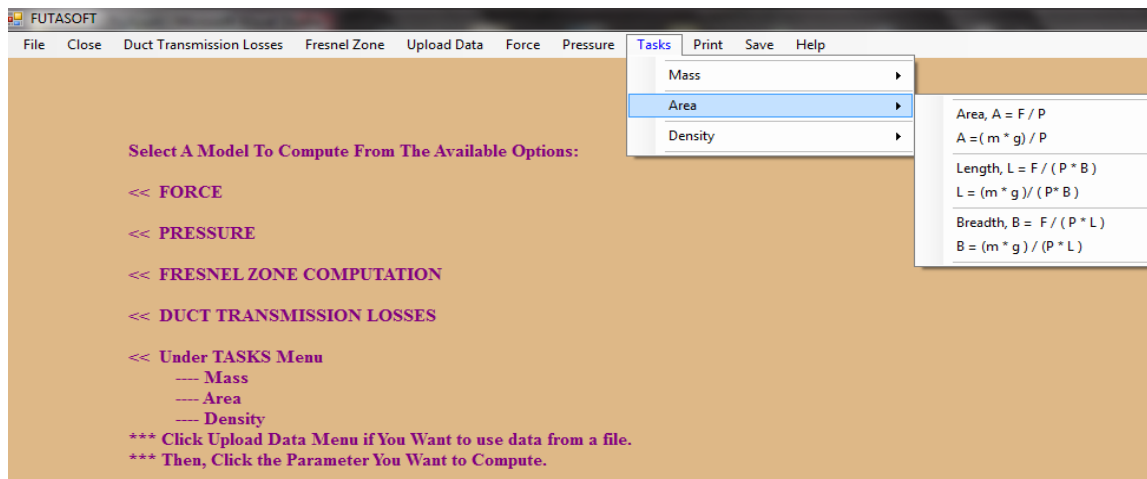 FUTASOFT
File Close Duct Transmission Losses Fresnel Zone Upload Data Force Pressure Tasks Print Save Help
Mass
Area
Density
Area, A = F / P
A =( m * g) / P
Length, L = F / ( P * B )
L = (m * g )/ ( P* B )
Breadth, B =  F / ( P * L )
B = (m * g ) / (P * L )
Select A Model To Compute From The Available Options:
<< FORCE
<< PRESSURE
<< FRESNEL ZONE COMPUTATION
<< DUCT TRANSMISSION LOSSES
<< Under TASKS Menu
---- Mass
---- Area
---- Density
*** Click Upload Data Menu if You Want to use data from a file.
*** Then, Click the Parameter You Want to Compute.